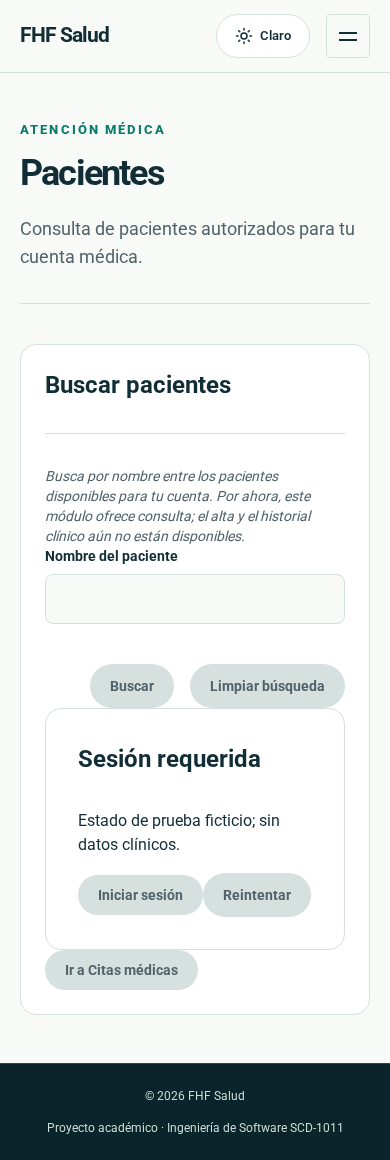 FHF Salud
Claro
ATENCIÓN MÉDICA
Pacientes
Consulta de pacientes autorizados para tu
cuenta médica.
Buscar pacientes
Busca por nombre entre los pacientes
disponibles para tu cuenta. Por ahora, este
módulo ofrece consulta; el alta y el historial
clínico aún no están disponibles.
Nombre del paciente
Buscar
Limpiar búsqueda
Sesión requerida
Estado de prueba ficticio; sin
datos clínicos.
Iniciar sesión
Reintentar
Ir a Citas médicas
© 2026 FHF Salud
Proyecto académico · Ingeniería de Software SCD-1011